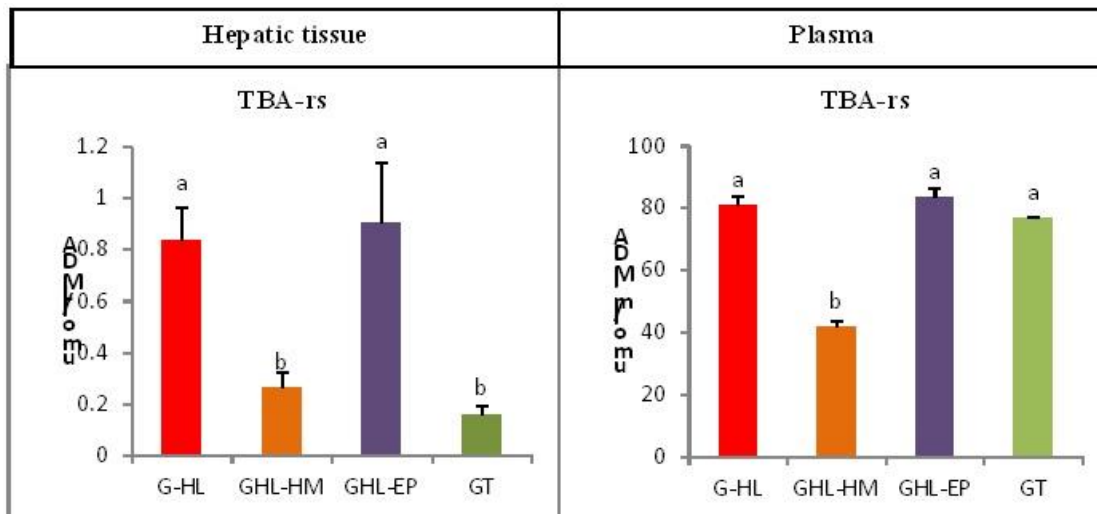 Hepatic tissue
Plasma
TBA-rs
1.2
1
0.8
0.6
0.4
0.2
0
a
b
a
b
G-HL
GHL-HM
GHL-EP
GT
TBA-rs
100
80
60
40
20
0
a
b
a
a
G-HL
GHL-HM
GHL-EP
GT